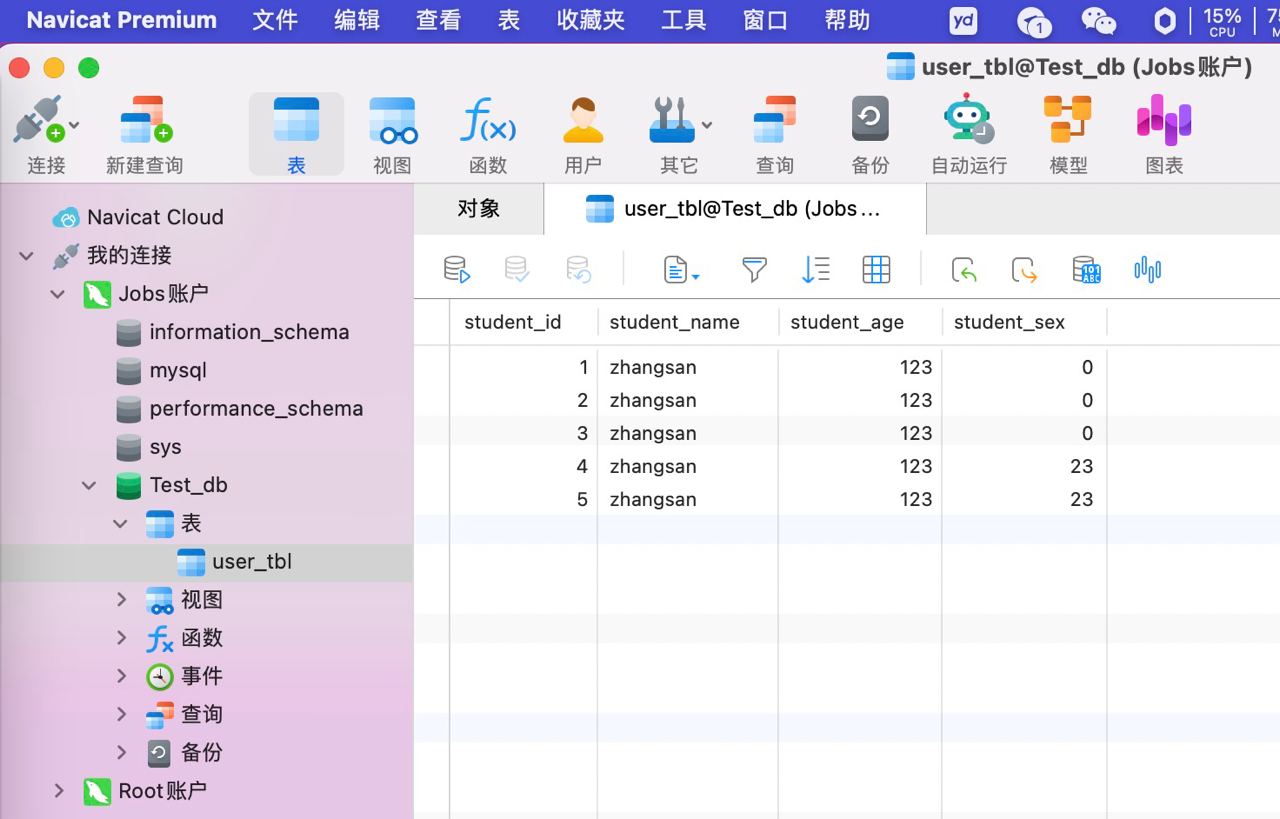 Navicat Premium 文件 编辑 查看 表 收藏夹 工具 窗口 帮助 yd 1 15% CPU
user_tbl@Test_db (Jobs账户)
连接 新建查询 表 视图 函数 用户 其它 查询 备份 自动运行 模型 图表
Navicat Cloud
我的连接
Jobs账户
information_schema
mysql
performance_schema
sys
Test_db
表
user_tbl
视图
函数
事件
查询
备份
Root账户
对象 user_tbl@Test_db (Jobs...
student_id student_name student_age student_sex
1 zhangsan 123 0
2 zhangsan 123 0
3 zhangsan 123 0
4 zhangsan 123 23
5 zhangsan 123 23